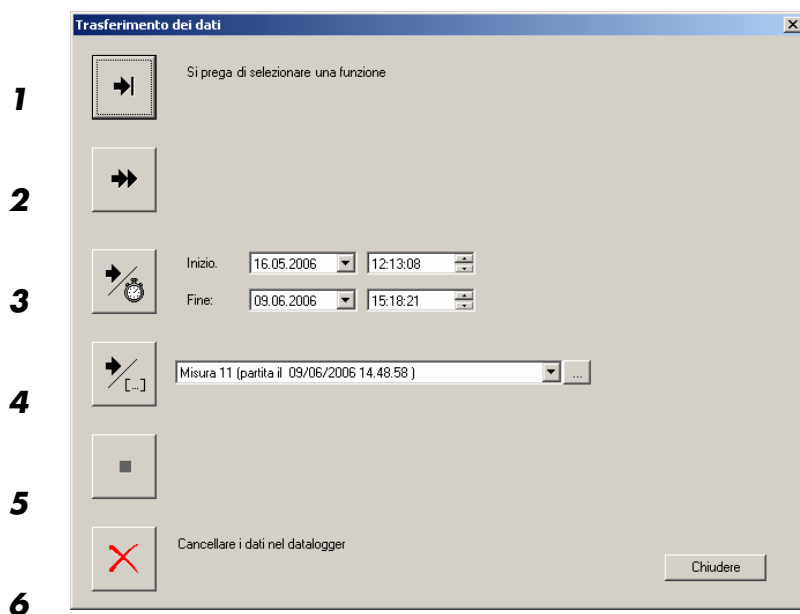 Trasferimento dei dati
1
Si prega di selezionare una funzione
2
Inizio. 16.05.2006 12:13:08
3
Fine: 09.06.2006 15:18:21
[...]
Misura 11 (partita il 09/06/2006 14.48.58 ) ...
4
5
Cancellare i dati nel datalogger
Chiudere
6